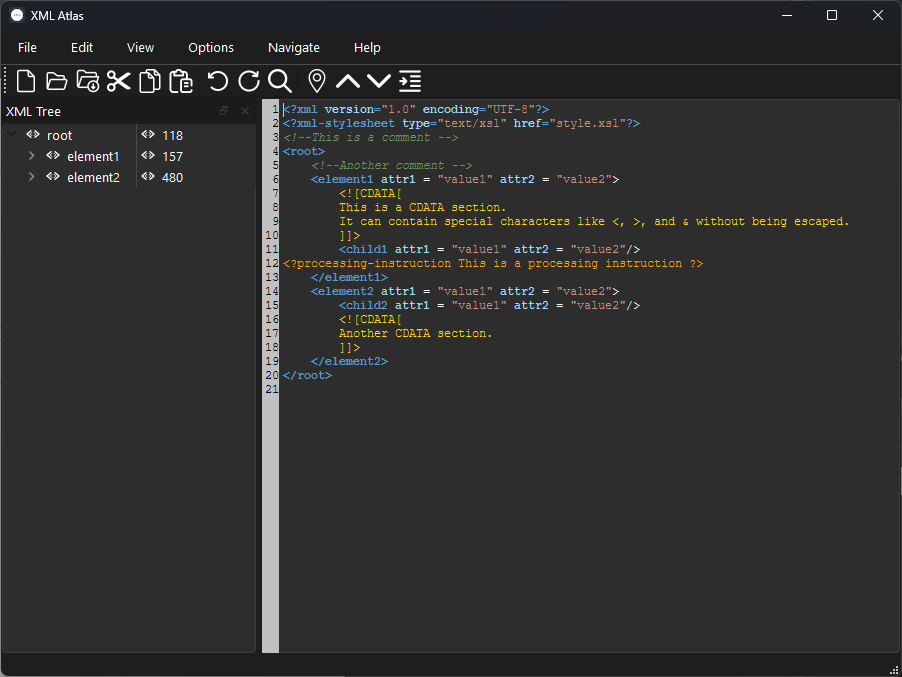 XML Atlas
File Edit View Options Navigate Help
XML Tree
root 118
element1 157
element2 480
1 <?xml version="1.0" encoding="UTF-8"?>
2 <?xml-stylesheet type="text/xsl" href="style.xsl"?>
3 <!--This is a comment -->
4 <root>
5     <!--Another comment -->
6     <element1 attr1 = "value1" attr2 = "value2">
7         <![CDATA[
8         This is a CDATA section.
9         It can contain special characters like <, >, and & without being escaped.
10         ]]>
11         <child1 attr1 = "value1" attr2 = "value2"/>
12 <?processing-instruction This is a processing instruction ?>
13     </element1>
14     <element2 attr1 = "value1" attr2 = "value2">
15         <child2 attr1 = "value1" attr2 = "value2"/>
16         <![CDATA[
17         Another CDATA section.
18         ]]>
19     </element2>
20 </root>
21